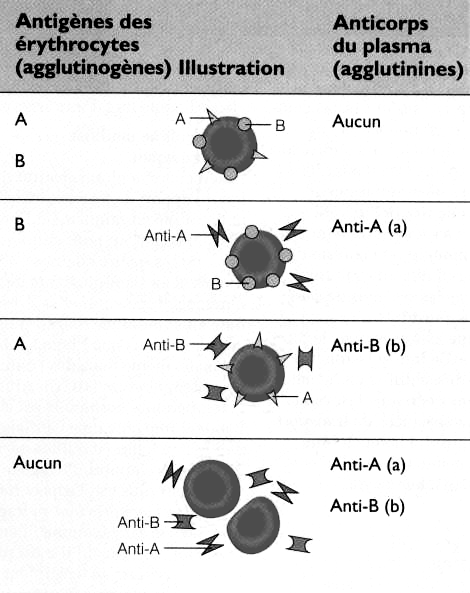 Antigènes des
érythrocytes
(agglutinogènes)
Illustration
Anticorps
du plasma
(agglutinines)
A
B
A
B
Aucun
B
Anti-A
B
Anti-A (a)
A
Anti-B
A
Anti-B (b)
Aucun
Anti-B
Anti-A
Anti-A (a)
Anti-B (b)